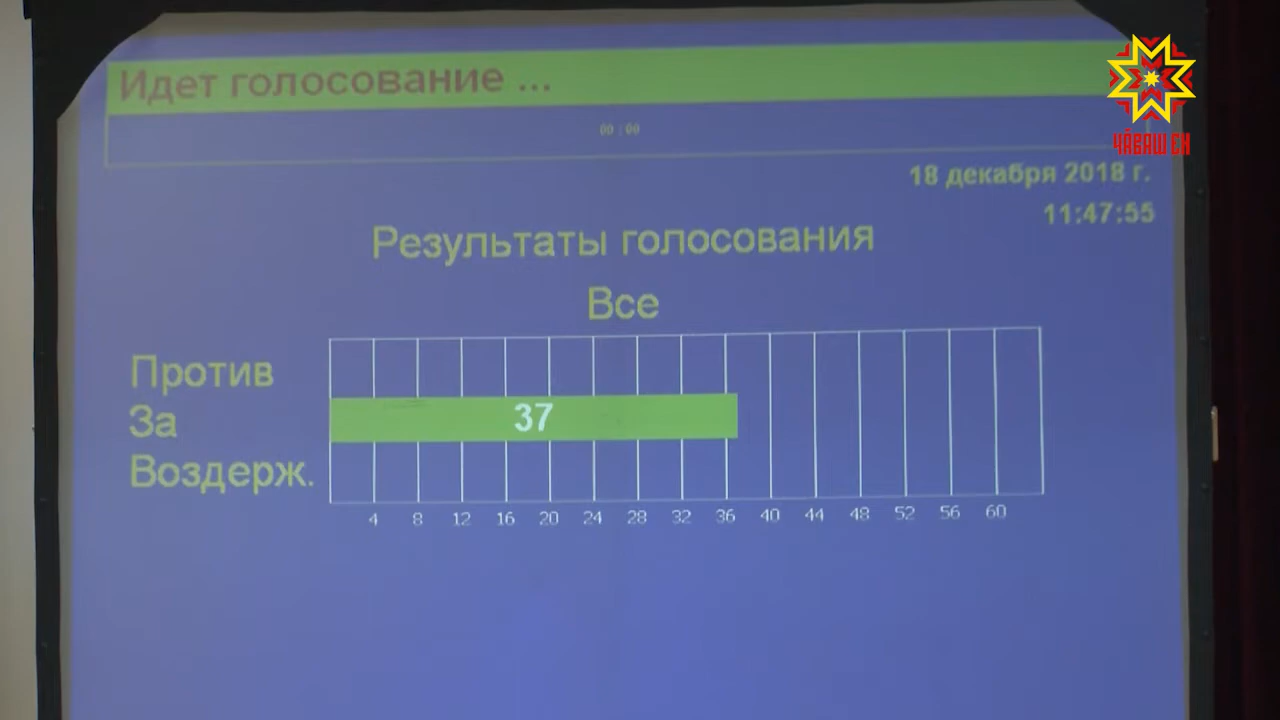 Идет голосование ...
00 : 00
ЧӐВАШ ЕН
18 декабря 2018 г.
11:47:55
Результаты голосования
Все
Против
За
37
Воздерж.
4 8 12 16 20 24 28 32 36 40 44 48 52 56 60